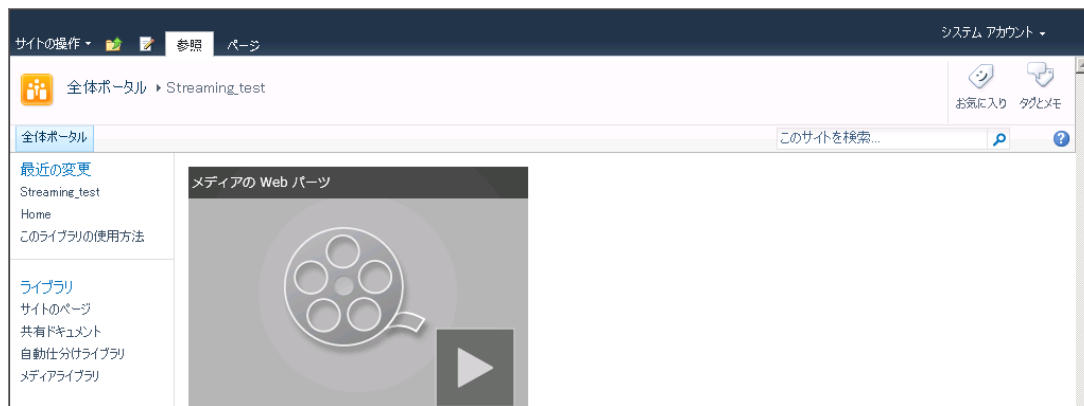 サイトの操作
参照
ページ
システム アカウント
全体ポータル
Streaming_test
お気に入り
タグとメモ
全体ポータル
このサイトを検索...
最近の変更
Streaming_test
Home
このライブラリの使用方法
メディアの Web パーツ
ライブラリ
サイトのページ
共有ドキュメント
自動仕分けライブラリ
メディアライブラリ